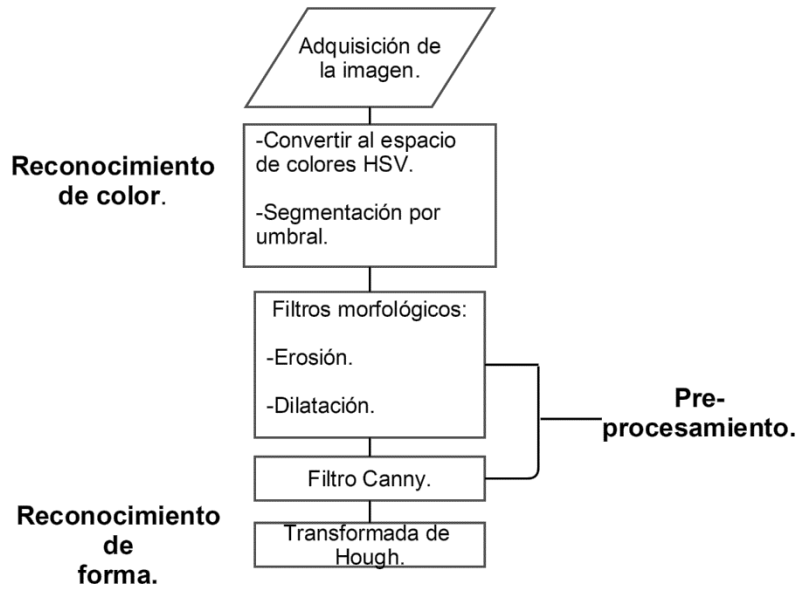 Adquisición de
la imagen.
Reconocimiento
de color.
-Convertir al espacio
de colores HSV.
-Segmentación por
umbral.
Filtros morfológicos:
-Erosión.
-Dilatación.
Pre-
procesamiento.
Filtro Canny.
Reconocimiento
de
forma.
Transformada de
Hough.